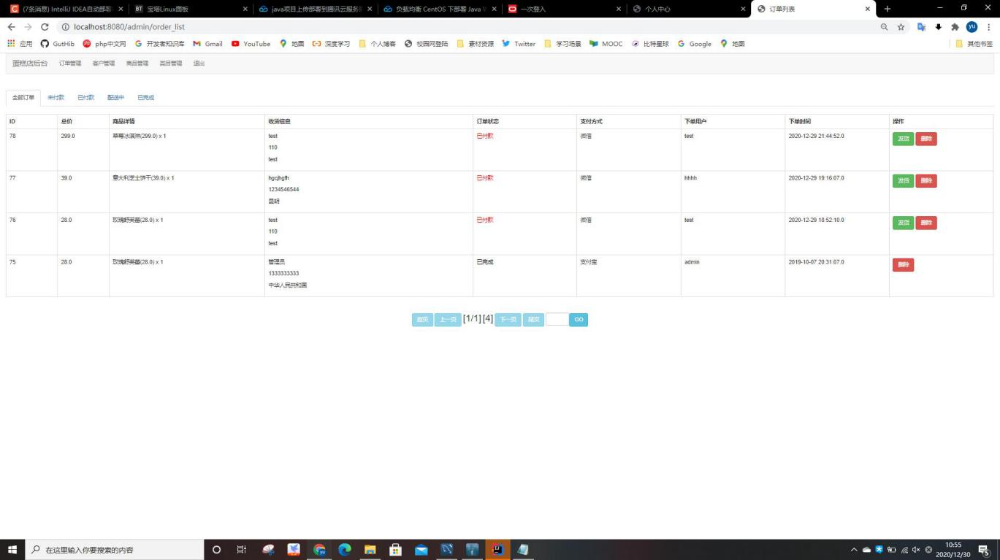 (7条消息) IntelliJ IDEA自动部署
宝塔Linux面板
java项目上传部署到腾讯云服务
负载均衡 CentOS 下部署 Java
一次登入
个人中心
订单列表
localhost:8080/admin/order_list
应用 GutHib php中文网 开发者知识库 Gmail YouTube 地图 深度学习 个人博客 校园网登陆 素材资源 Twitter 学习场景 MOOC 比特星球 Google 地图 其他书签
蛋糕店后台 订单管理 客户管理 商品管理 类目管理 退出
全部订单 未付款 已付款 配送中 已完成
ID 总价 商品详情 收货信息 订单状态 支付方式 下单用户 下单时间 操作
78 299.0 草莓冰淇淋(299.0) x 1 test 已付款 微信 test 2020-12-29 21:44:52.0 发货 删除
110
test
77 39.0 意大利芝士饼干(39.0) x 1 hgcjhgfh 已付款 微信 hhhh 2020-12-29 19:16:07.0 发货 删除
1234546544
昆明
76 28.0 玫瑰舒芙蕾(28.0) x 1 test 已付款 微信 test 2020-12-29 18:52:10.0 发货 删除
110
test
75 28.0 玫瑰舒芙蕾(28.0) x 1 管理员 已完成 支付宝 admin 2019-10-07 20:31:07.0 删除
1333333333
中华人民共和国
首页 上一页 [1/1] [4] 下一页 尾页 GO
在这里输入你要搜索的内容
10:55
2020/12/30